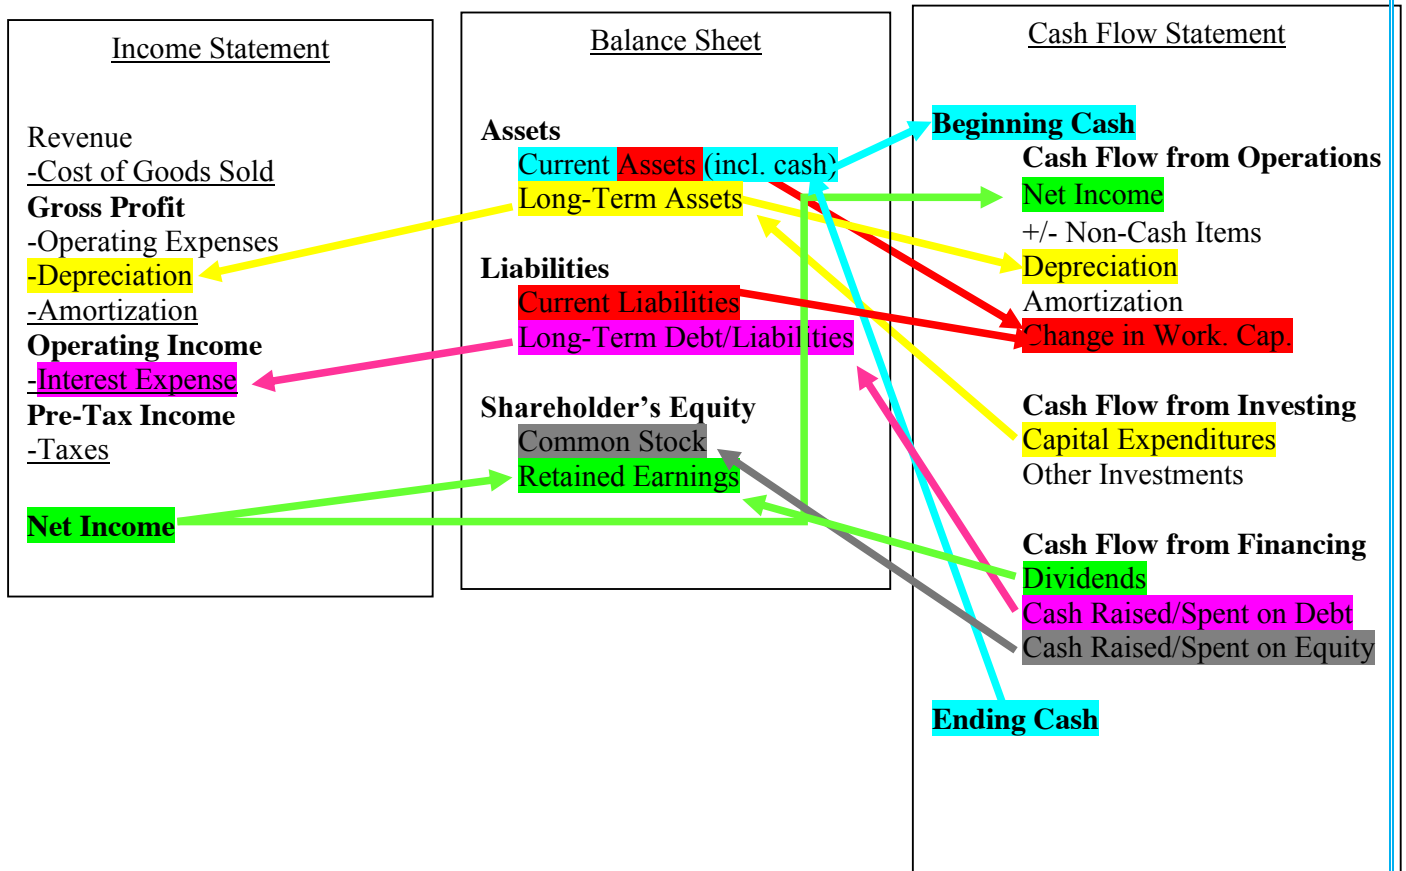 Income Statement
Revenue
-Cost of Goods Sold
Gross Profit
-Operating Expenses
-Depreciation
-Amortization
Operating Income
-Interest Expense
Pre-Tax Income
-Taxes
Net Income
Balance Sheet
Assets
Current Assets (incl. cash)
Long-Term Assets
Liabilities
Current Liabilities
Long-Term Debt/Liabilities
Shareholder’s Equity
Common Stock
Retained Earnings
Cash Flow Statement
Beginning Cash
Cash Flow from Operations
Net Income
+/- Non-Cash Items
Depreciation
Amortization
Change in Work. Cap.
Cash Flow from Investing
Capital Expenditures
Other Investments
Cash Flow from Financing
Dividends
Cash Raised/Spent on Debt
Cash Raised/Spent on Equity
Ending Cash